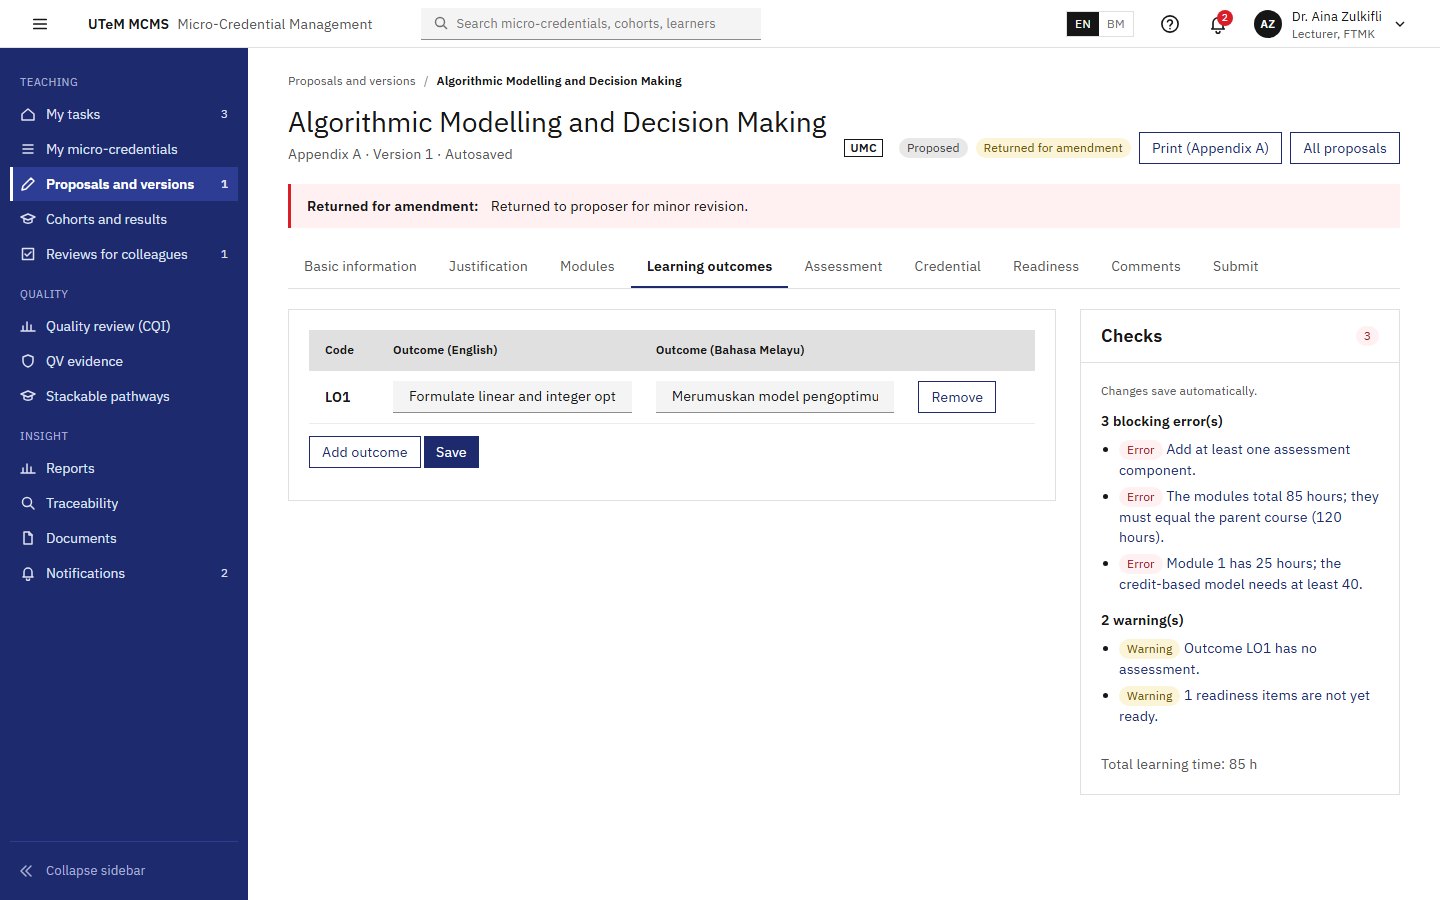 UTeM MCMS Micro-Credential Management
Search micro-credentials, cohorts, learners
EN BM
2
AZ
Dr. Aina Zulkifli
Lecturer, FTMK
TEACHING
My tasks 3
My micro-credentials
Proposals and versions 1
Cohorts and results
Reviews for colleagues 1
QUALITY
Quality review (CQI)
QV evidence
Stackable pathways
INSIGHT
Reports
Traceability
Documents
Notifications 2
Collapse sidebar
Proposals and versions / Algorithmic Modelling and Decision Making
Algorithmic Modelling and Decision Making
Appendix A · Version 1 · Autosaved
UMC Proposed Returned for amendment Print (Appendix A) All proposals
Returned for amendment: Returned to proposer for minor revision.
Basic information Justification Modules Learning outcomes Assessment Credential Readiness Comments Submit
Code Outcome (English) Outcome (Bahasa Melayu)
LO1 Formulate linear and integer opt Merumuskan model pengoptimu Remove
Add outcome Save
Checks 3
Changes save automatically.
3 blocking error(s)
Error Add at least one assessment
component.
Error The modules total 85 hours; they
must equal the parent course (120
hours).
Error Module 1 has 25 hours; the
credit-based model needs at least 40.
2 warning(s)
Warning Outcome LO1 has no
assessment.
Warning 1 readiness items are not yet
ready.
Total learning time: 85 h